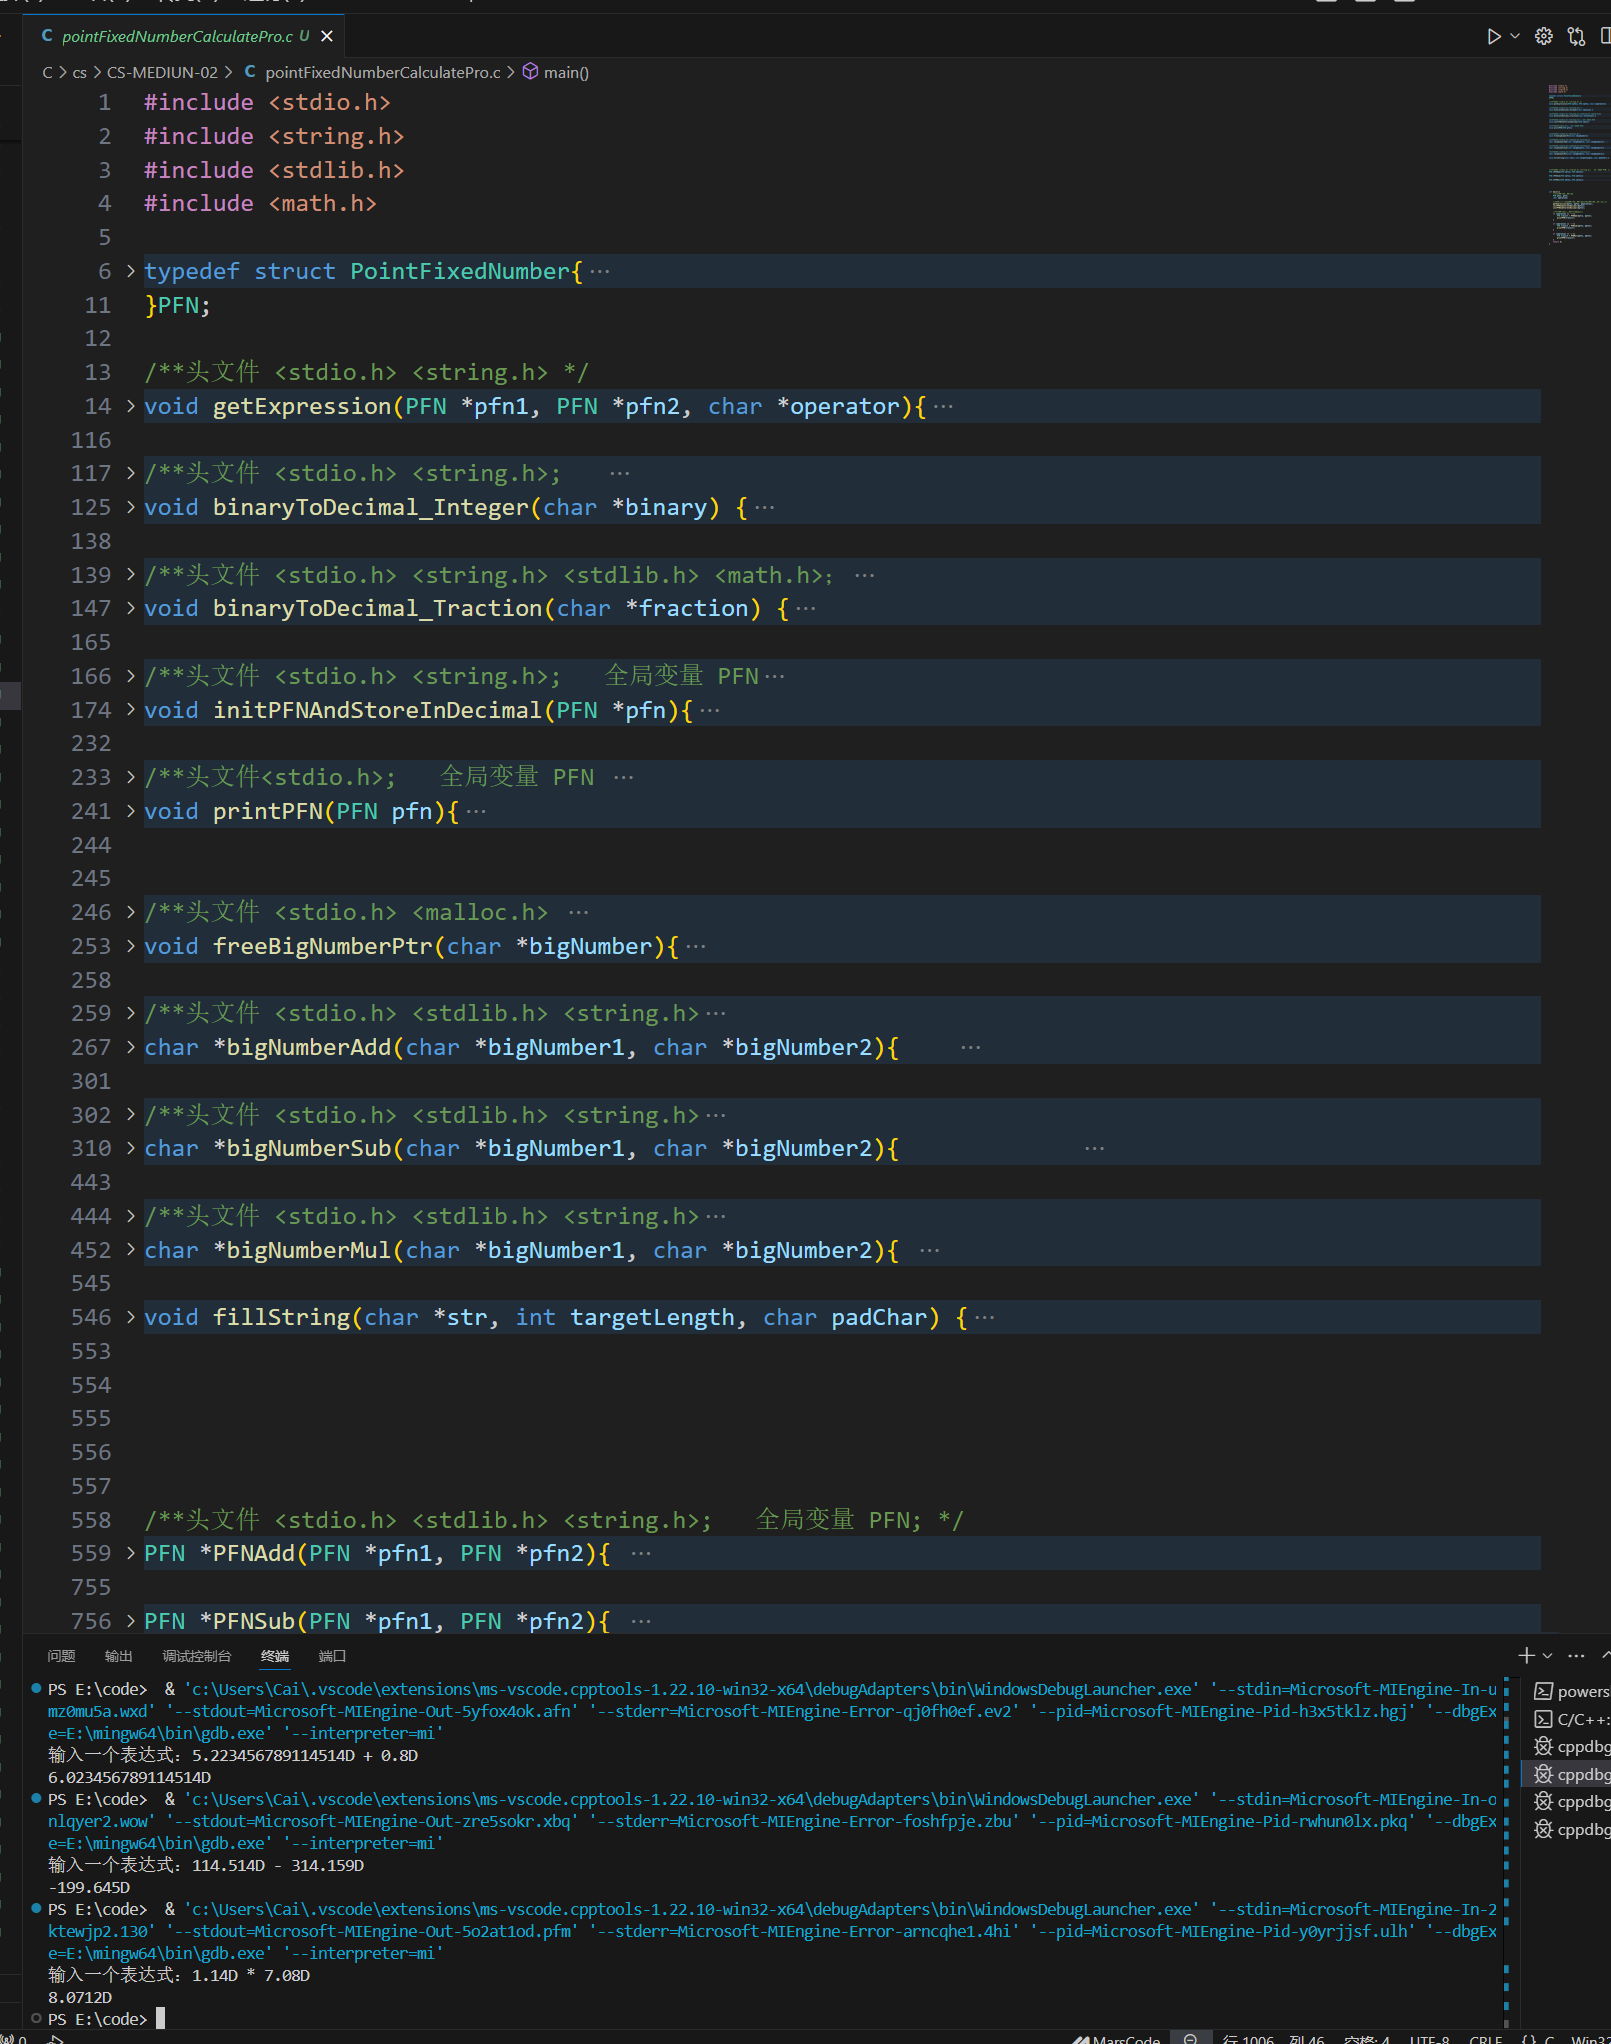 C pointFixedNumberCalculatePro.c U ×
C > cs > CS-MEDIUN-02 > C pointFixedNumberCalculatePro.c > main()
1 #include <stdio.h>
2 #include <string.h>
3 #include <stdlib.h>
4 #include <math.h>
5
6 > typedef struct PointFixedNumber{ ···
11 }PFN;
12
13 /**头文件 <stdio.h> <string.h> */
14 > void getExpression(PFN *pfn1, PFN *pfn2, char *operator){ ···
116
117 > /**头文件 <stdio.h> <string.h>; ···
125 > void binaryToDecimal_Integer(char *binary) { ···
138
139 > /**头文件 <stdio.h> <string.h> <stdlib.h> <math.h>; ···
147 > void binaryToDecimal_Traction(char *fraction) { ···
165
166 > /**头文件 <stdio.h> <string.h>; 全局变量 PFN ···
174 > void initPFNAndStoreInDecimal(PFN *pfn){ ···
232
233 > /**头文件<stdio.h>; 全局变量 PFN ···
241 > void printPFN(PFN pfn){ ···
244
245
246 > /**头文件 <stdio.h> <malloc.h> ···
253 > void freeBigNumberPtr(char *bigNumber){ ···
258
259 > /**头文件 <stdio.h> <stdlib.h> <string.h> ···
267 > char *bigNumberAdd(char *bigNumber1, char *bigNumber2){ ···
301
302 > /**头文件 <stdio.h> <stdlib.h> <string.h> ···
310 > char *bigNumberSub(char *bigNumber1, char *bigNumber2){ ···
443
444 > /**头文件 <stdio.h> <stdlib.h> <string.h> ···
452 > char *bigNumberMul(char *bigNumber1, char *bigNumber2){ ···
545
546 > void fillString(char *str, int targetLength, char padChar) { ···
553
554
555
556
557
558 /**头文件 <stdio.h> <stdlib.h> <string.h>; 全局变量 PFN; */
559 > PFN *PFNAdd(PFN *pfn1, PFN *pfn2){ ···
755
756 > PFN *PFNSub(PFN *pfn1, PFN *pfn2){ ···
问题 输出 调试控制台 终端 端口
PS E:\code> & 'c:\Users\Cai\.vscode\extensions\ms-vscode.cpptools-1.22.10-win32-x64\debugAdapters\bin\WindowsDebugLauncher.exe' '--stdin=Microsoft-MIEngine-In-u
mz0mu5a.wxd' '--stdout=Microsoft-MIEngine-Out-5yfox4ok.afn' '--stderr=Microsoft-MIEngine-Error-qj0fh0ef.ev2' '--pid=Microsoft-MIEngine-Pid-h3x5tklz.hgj' '--dbgEx
e=E:\mingw64\bin\gdb.exe' '--interpreter=mi'
输入一个表达式: 5.223456789114514D + 0.8D
6.023456789114514D
PS E:\code> & 'c:\Users\Cai\.vscode\extensions\ms-vscode.cpptools-1.22.10-win32-x64\debugAdapters\bin\WindowsDebugLauncher.exe' '--stdin=Microsoft-MIEngine-In-o
nlqyer2.wow' '--stdout=Microsoft-MIEngine-Out-zre5sokr.xbq' '--stderr=Microsoft-MIEngine-Error-foshfpje.zbu' '--pid=Microsoft-MIEngine-Pid-rwhun0lx.pkq' '--dbgEx
e=E:\mingw64\bin\gdb.exe' '--interpreter=mi'
输入一个表达式: 114.514D - 314.159D
-199.645D
PS E:\code> & 'c:\Users\Cai\.vscode\extensions\ms-vscode.cpptools-1.22.10-win32-x64\debugAdapters\bin\WindowsDebugLauncher.exe' '--stdin=Microsoft-MIEngine-In-2
ktewjp2.130' '--stdout=Microsoft-MIEngine-Out-5o2at1od.pfm' '--stderr=Microsoft-MIEngine-Error-arncqhe1.4hi' '--pid=Microsoft-MIEngine-Pid-y0yrjjsf.ulh' '--dbgEx
e=E:\mingw64\bin\gdb.exe' '--interpreter=mi'
输入一个表达式: 1.14D * 7.08D
8.0712D
PS E:\code>
powers
C/C++:
cppdbg
cppdbg
cppdbg
cppdbg
0 MarsCode 行 1006, 列 46 空格: 4 UTF-8 CRLF {} C Win32